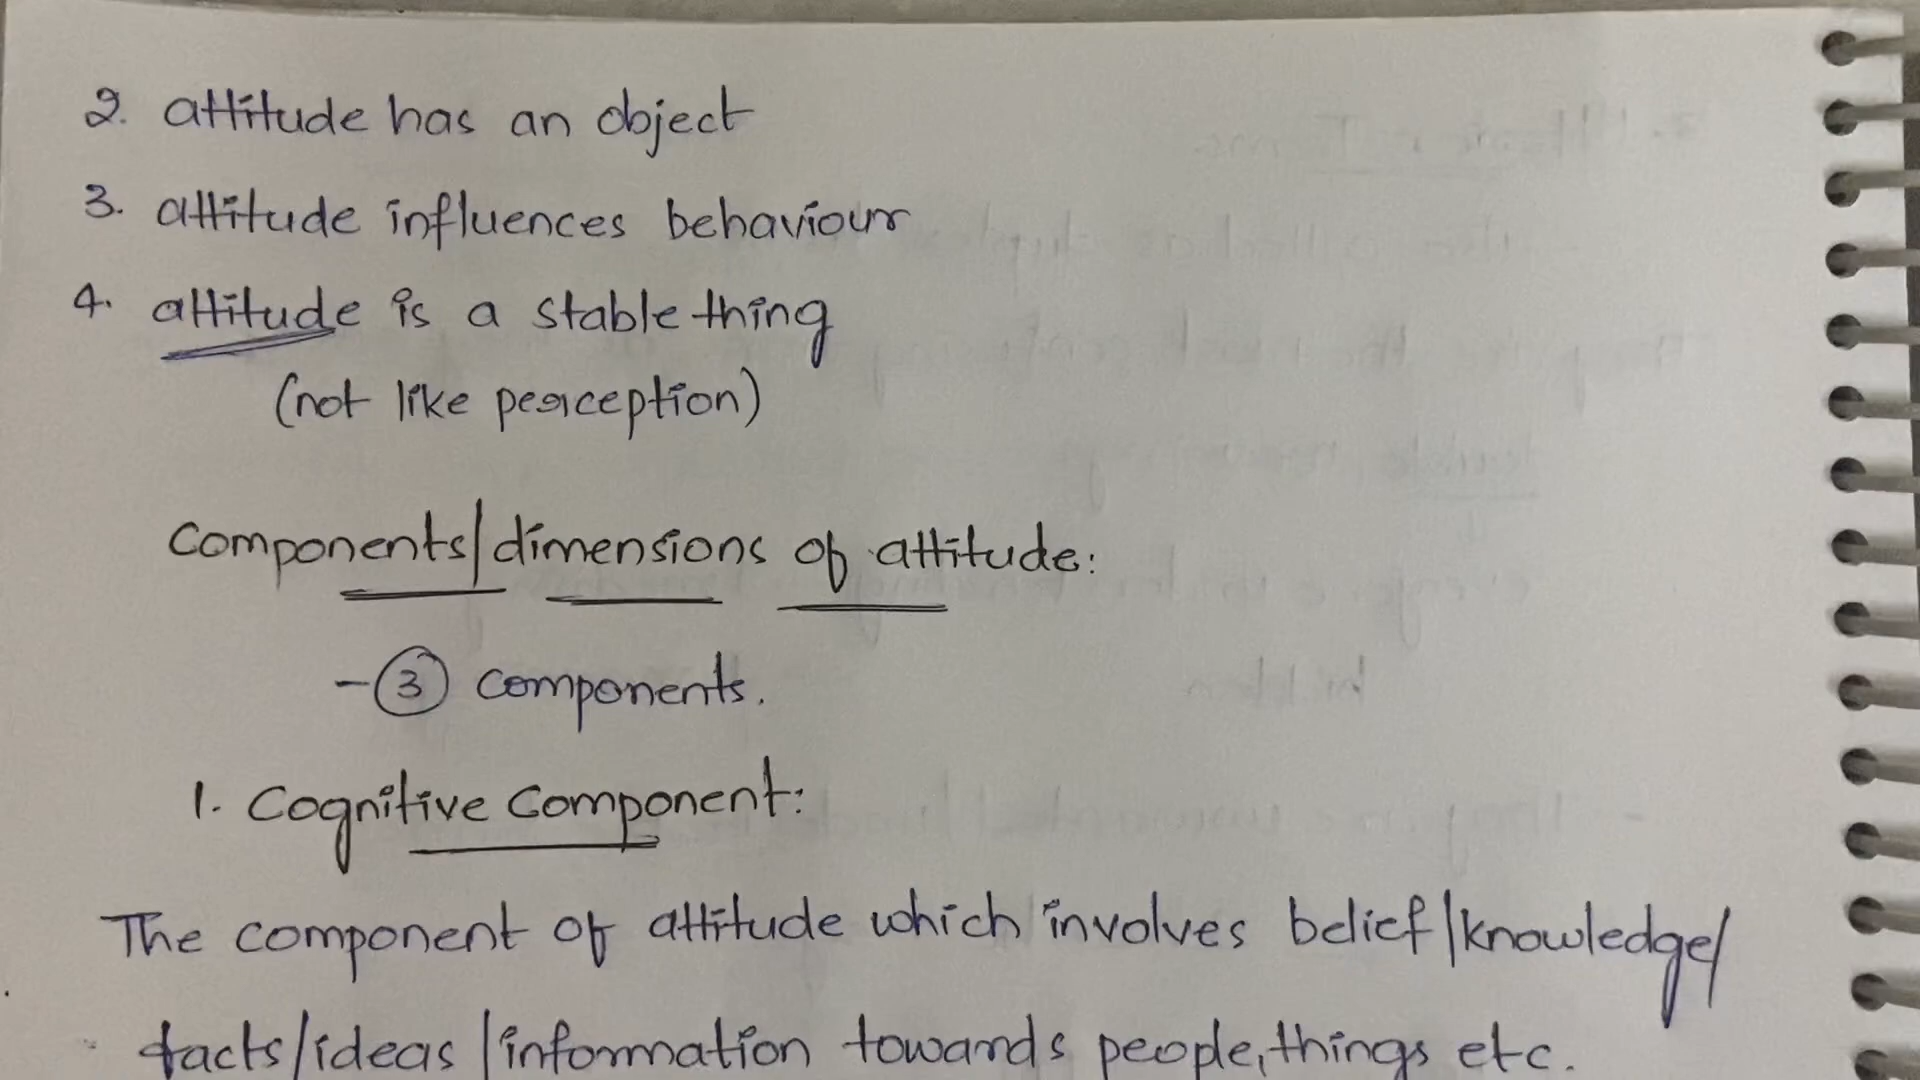 2. attitude has an object
3. attitude influences behaviour
4. attitude is a stable thing
(not like perception)
Components/dimensions of attitude:
- 3 components.
1. Cognitive Component:
The component of attitude which involves belief/knowledge/
facts/ideas/information towards people, things etc.